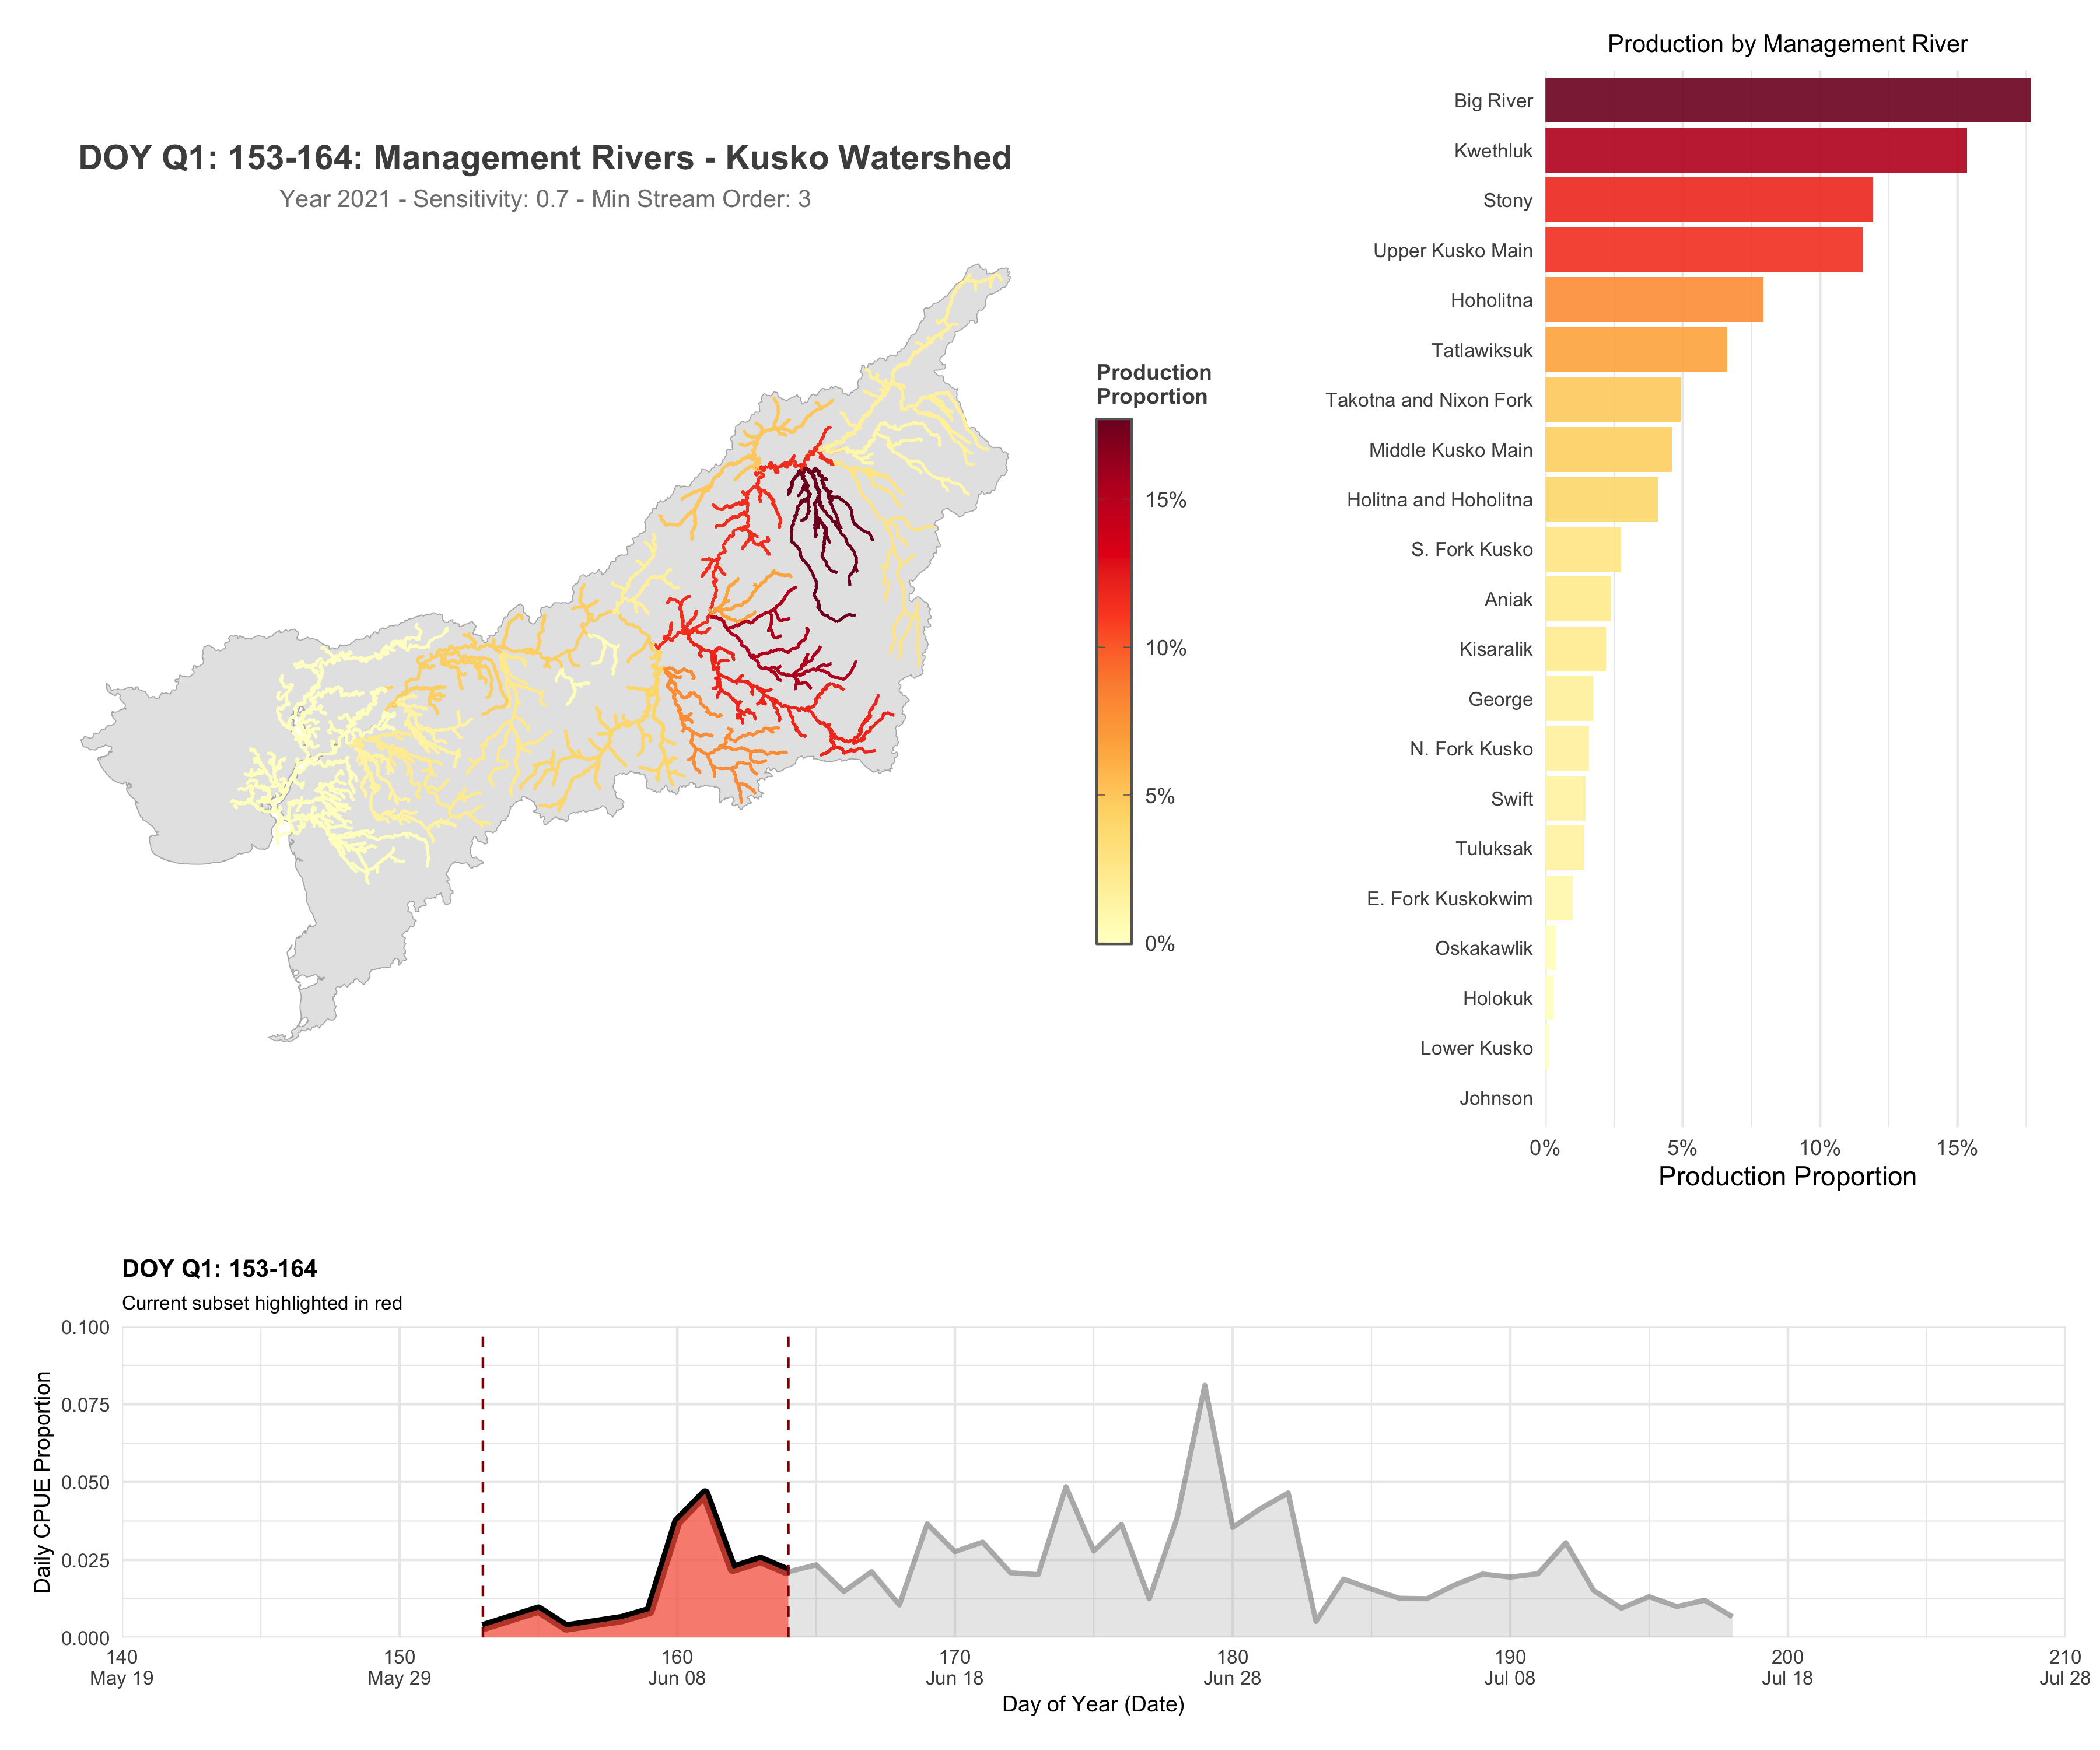 Production by Management River
Big River
Kwethluk
Stony
Upper Kusko Main
Hoholitna
Tatlawiksuk
Takotna and Nixon Fork
Middle Kusko Main
Holitna and Hoholitna
S. Fork Kusko
Aniak
Kisaralik
George
N. Fork Kusko
Swift
Tuluksak
E. Fork Kuskokwim
Oskakawlik
Holokuk
Lower Kusko
Johnson
0% 5% 10% 15%
Production Proportion
DOY Q1: 153-164: Management Rivers - Kusko Watershed
Year 2021 - Sensitivity: 0.7 - Min Stream Order: 3
Production
Proportion
15%
10%
5%
0%
DOY Q1: 153-164
Current subset highlighted in red
Daily CPUE Proportion
0.100
0.075
0.050
0.025
0.000
140 150 160 170 180 190 200 210
May 19 May 29 Jun 08 Jun 18 Jun 28 Jul 08 Jul 18 Jul 28
Day of Year (Date)